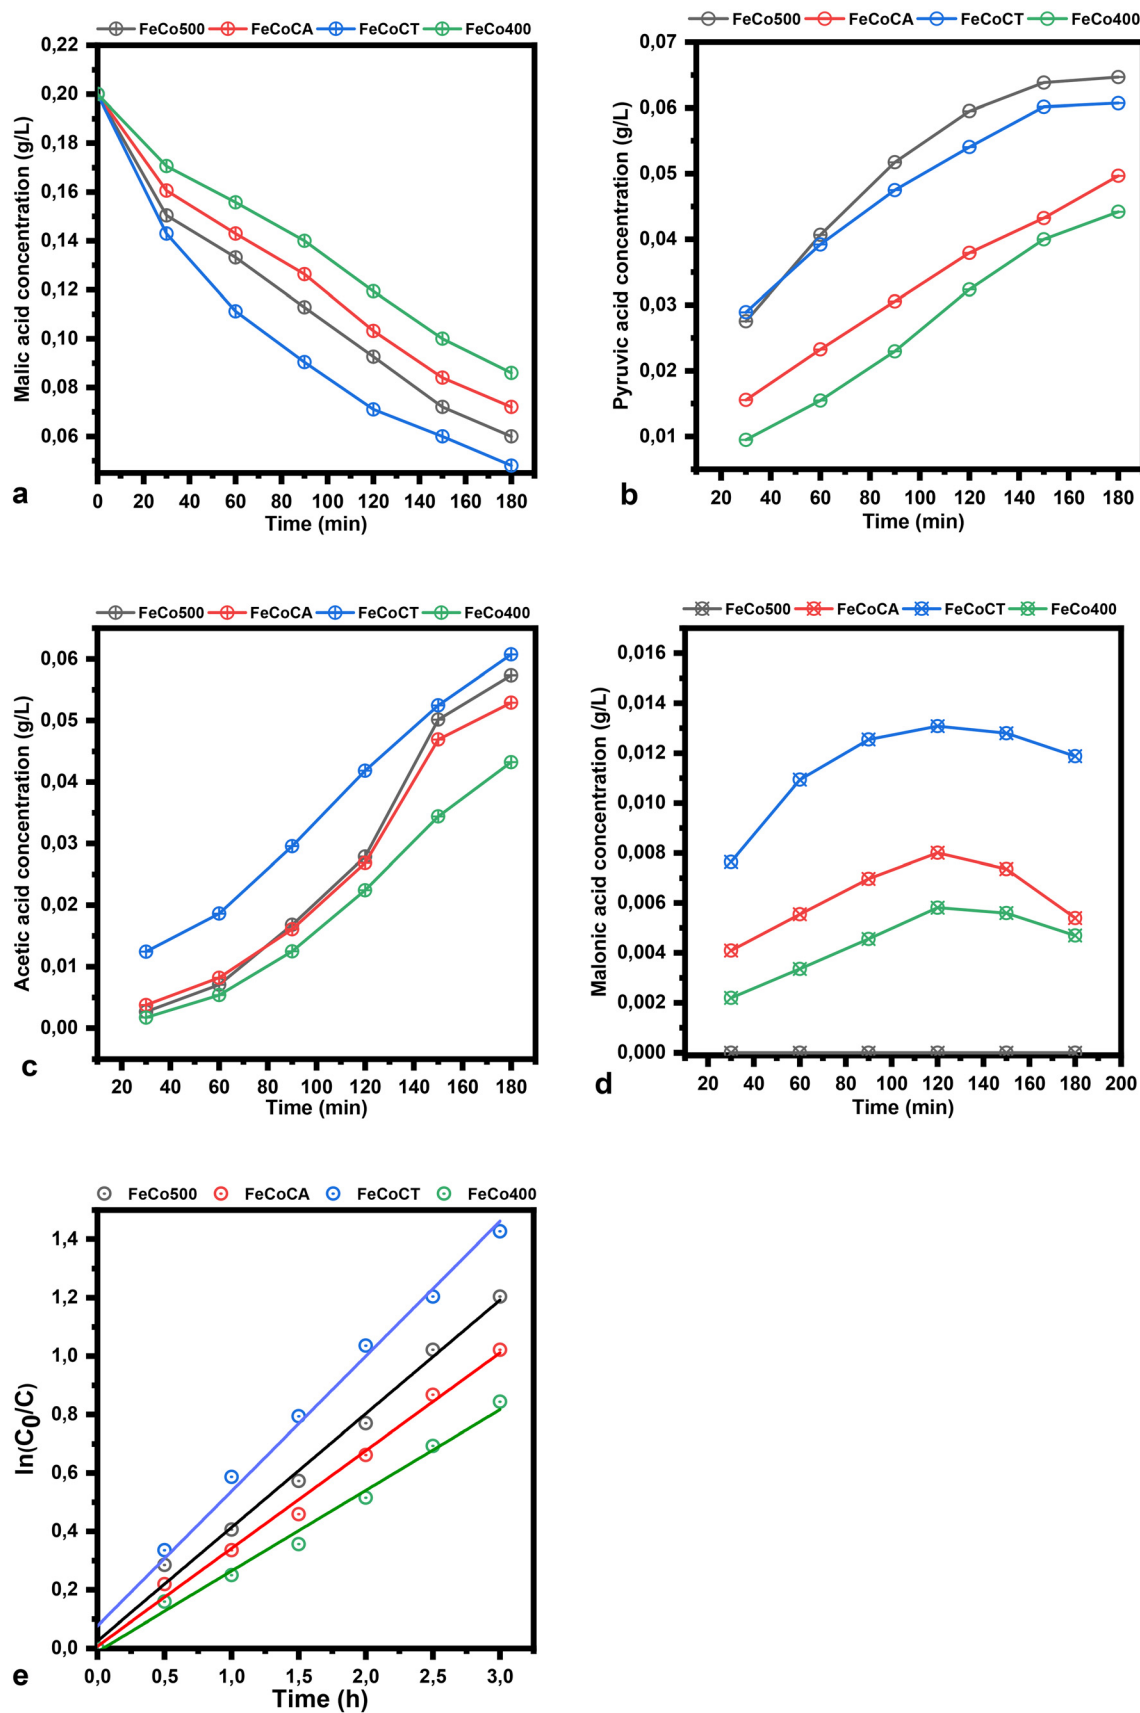 FeCo500 FeCoCA FeCoCT FeCo400
0,22
0,20
0,18
0,16
0,14
0,12
0,10
0,08
0,06
Malic acid concentration (g/L)
0 20 40 60 80 100 120 140 160 180
Time (min)
a
FeCo500 FeCoCA FeCoCT FeCo400
0,07
0,06
0,05
0,04
0,03
0,02
0,01
Pyruvic acid concentration (g/L)
20 40 60 80 100 120 140 160 180
Time (min)
b
FeCo500 FeCoCA FeCoCT FeCo400
0,06
0,05
0,04
0,03
0,02
0,01
0,00
Acetic acid concentration (g/L)
20 40 60 80 100 120 140 160 180
Time (min)
c
FeCo500 FeCoCA FeCoCT FeCo400
0,016
0,014
0,012
0,010
0,008
0,006
0,004
0,002
0,000
Malonic acid concentration (g/L)
20 40 60 80 100 120 140 160 180 200
Time (min)
d
FeCo500 FeCoCA FeCoCT FeCo400
1,4
1,2
1,0
0,8
0,6
0,4
0,2
0,0
ln(C0/C)
0,0 0,5 1,0 1,5 2,0 2,5 3,0
Time (h)
e